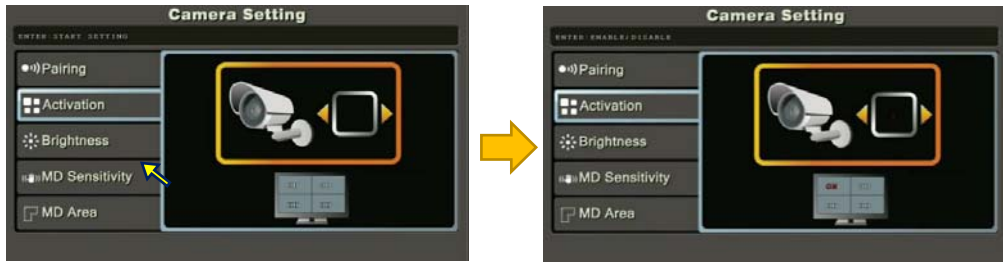 Camera Setting
ENTER:START SETTING
Pairing
Activation
Brightness
MD Sensitivity
MD Area
Camera Setting
ENTER:ENABLE/DISABLE
Pairing
Activation
Brightness
MD Sensitivity
MD Area